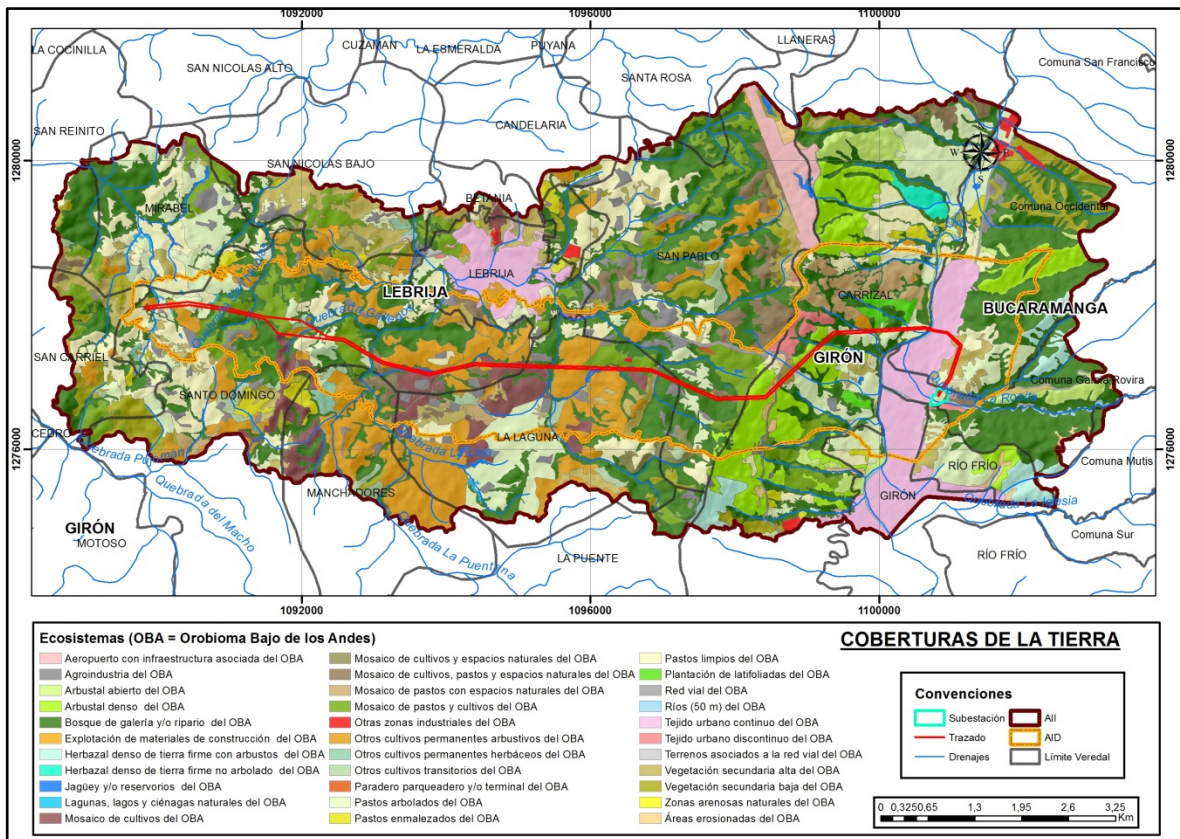 1092000
1096000
1100000
LA COCINILLA
CUZAMAN
LA ESMERALDA
PUYANA
LLANERAS
SAN NICOLAS ALTO
SANTA ROSA
Comuna San Francisco
SAN REINITO
CANDELARIA
1280000
1280000
SAN NICOLAS BAJO
W
S
MIRABEL
BETANIA
Comuna Occidental
LEBRIJA
SAN PABLO
LEBRIJA
CARRIZAL
BUCARAMANGA
SAN CARRIEL
GIRÓN
Comuna García Rovira
SANTO DOMINGO
CEDRO
LA LAGUNA
1276000
1276000
RÍO FRÍO
Comuna Mutis
MANCHADORES
GIRÓN
Quebrada La Iglesia
Quebrada del Macho
GIRÓN
MOTOSO
Quebrada La Puentana
LA PUENTE
RÍO FRÍO
Comuna Sur
1092000
1096000
1100000
Ecosistemas (OBA = Orobioma Bajo de los Andes)
Aeropuerto con infraestructura asociada del OBA
Agroindustria del OBA
Arbustal abierto del OBA
Arbustal denso del OBA
Bosque de galería y/o ripario del OBA
Explotación de materiales de construcción del OBA
Herbazal denso de tierra firme con arbustos del OBA
Herbazal denso de tierra firme no arbolado del OBA
Jagüey y/o reservorios del OBA
Lagunas, lagos y ciénagas naturales del OBA
Mosaico de cultivos del OBA
Mosaico de cultivos y espacios naturales del OBA
Mosaico de cultivos, pastos y espacios naturales del OBA
Mosaico de pastos con espacios naturales del OBA
Mosaico de pastos y cultivos del OBA
Otras zonas industriales del OBA
Otros cultivos permanentes arbustivos del OBA
Otros cultivos permanentes herbáceos del OBA
Otros cultivos transitorios del OBA
Paradero parqueadero y/o terminal del OBA
Pastos arbolados del OBA
Pastos enmalezados del OBA
Pastos limpios del OBA
Plantación de latifoliadas del OBA
Red vial del OBA
Ríos (50 m) del OBA
Tejido urbano continuo del OBA
Tejido urbano discontinuo del OBA
Terrenos asociados a la red vial del OBA
Vegetación secundaria alta del OBA
Vegetación secundaria baja del OBA
Zonas arenosas naturales del OBA
Áreas erosionadas del OBA
COBERTURAS DE LA TIERRA
Convenciones
Subestación
Trazado
Drenajes
AII
AID
Límite Veredal
0 0,325 0,65 1,3 1,95 2,6 3,25
Km